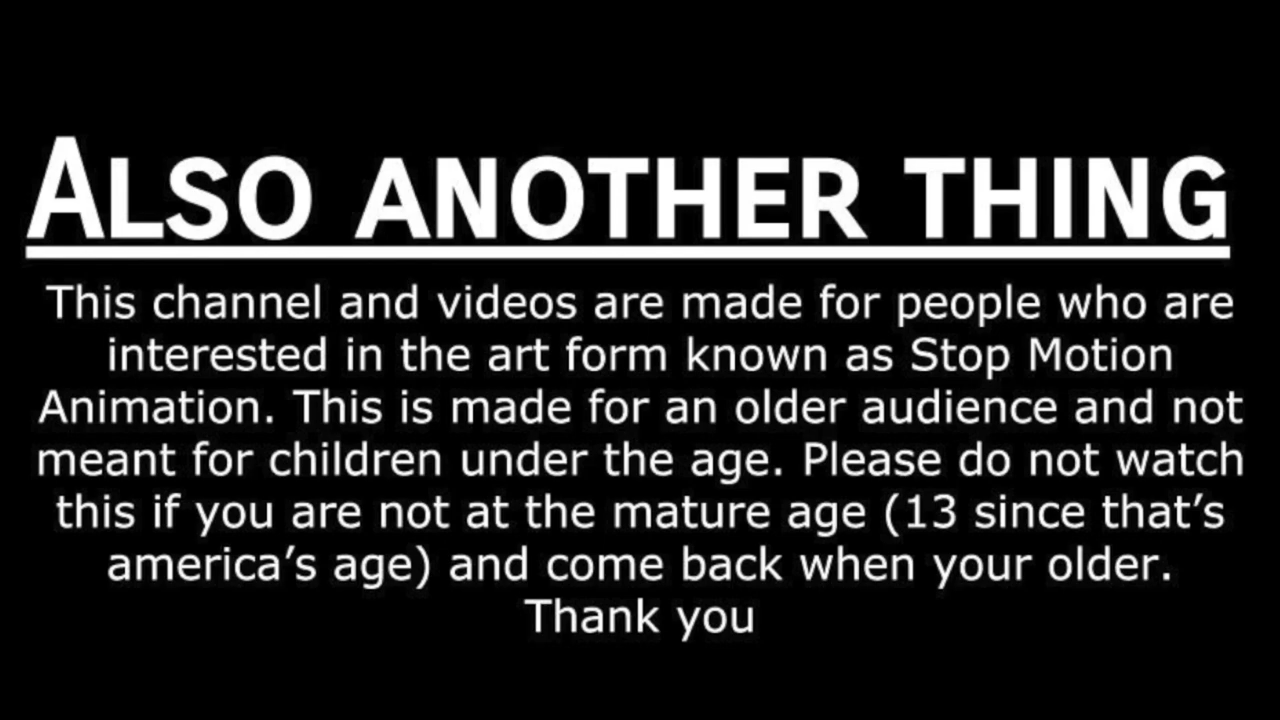 ALSO ANOTHER THING
This channel and videos are made for people who are
interested in the art form known as Stop Motion
Animation. This is made for an older audience and not
meant for children under the age. Please do not watch
this if you are not at the mature age (13 since that’s
america’s age) and come back when your older.
Thank you